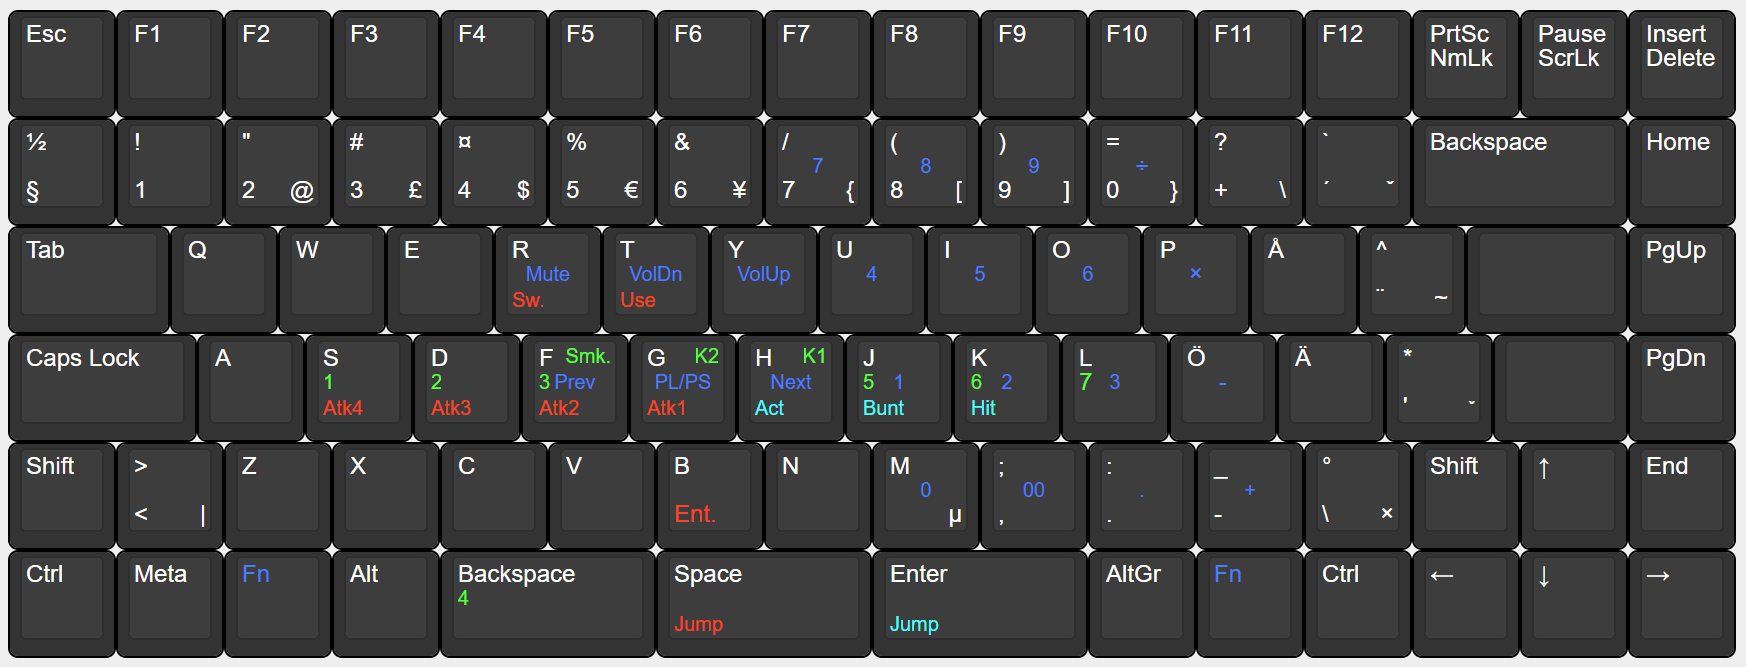 Esc F1 F2 F3 F4 F5 F6 F7 F8 F9 F10 F11 F12 PrtSc Pause Insert
NmLk ScrLk Delete
½ ! " # ¤ % & / ( ) = ? ` Backspace Home
7 8 9 ÷
§ 1 2 @ 3 £ 4 $ 5 € 6 ¥ 7 { 8 [ 9 ] 0 } + \ ´ ˇ
Tab Q W E R T Y U I O P Å ^ PgUp
Mute VolDn VolUp 4 5 6 ×
Sw. Use ¨ ~
Caps Lock A S D F Smk. G K2 H K1 J K L Ö Ä * PgDn
1 2 3 Prev PL/PS Next 5 1 6 2 7 3 -
Atk4 Atk3 Atk2 Atk1 Act Bunt Hit ' ˇ
Shift > Z X C V B N M ; : _ ° Shift ↑ End
0 00 . +
< | Ent. µ , . - \ ×
Ctrl Meta Fn Alt Backspace Space Enter AltGr Fn Ctrl ← ↓ →
4
Jump Jump